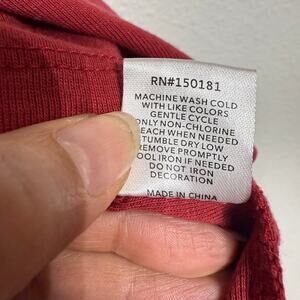 RN#150181
MACHINE WASH COLD
WITH LIKE COLORS
GENTLE CYCLE
ONLY NON-CHLORINE
BLEACH WHEN NEEDED
TUMBLE DRY LOW
REMOVE PROMPTLY
COOL IRON IF NEEDED
DO NOT IRON
DECORATION
MADE IN CHINA